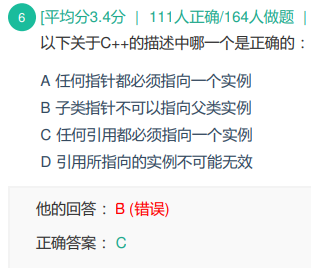 6 [平均分3.4分 | 111人正确/164人做题 |
以下关于C++的描述中哪一个是正确的：
A 任何指针都必须指向一个实例
B 子类指针不可以指向父类实例
C 任何引用都必须指向一个实例
D 引用所指向的实例不可能无效
他的回答： B (错误)
正确答案： C